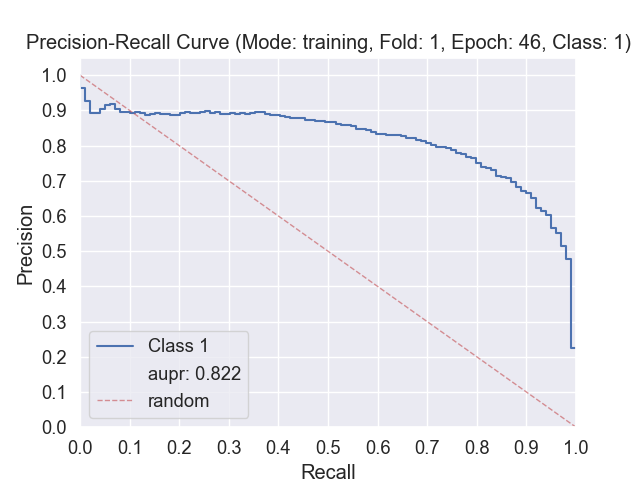 Precision-Recall Curve (Mode: training, Fold: 1, Epoch: 46, Class: 1)
1.0
0.9
0.8
0.7
0.6
0.5
0.4
0.3
0.2
0.1
0.0
Precision
Class 1
aupr: 0.822
random
0.0 0.1 0.2 0.3 0.4 0.5 0.6 0.7 0.8 0.9 1.0
Recall